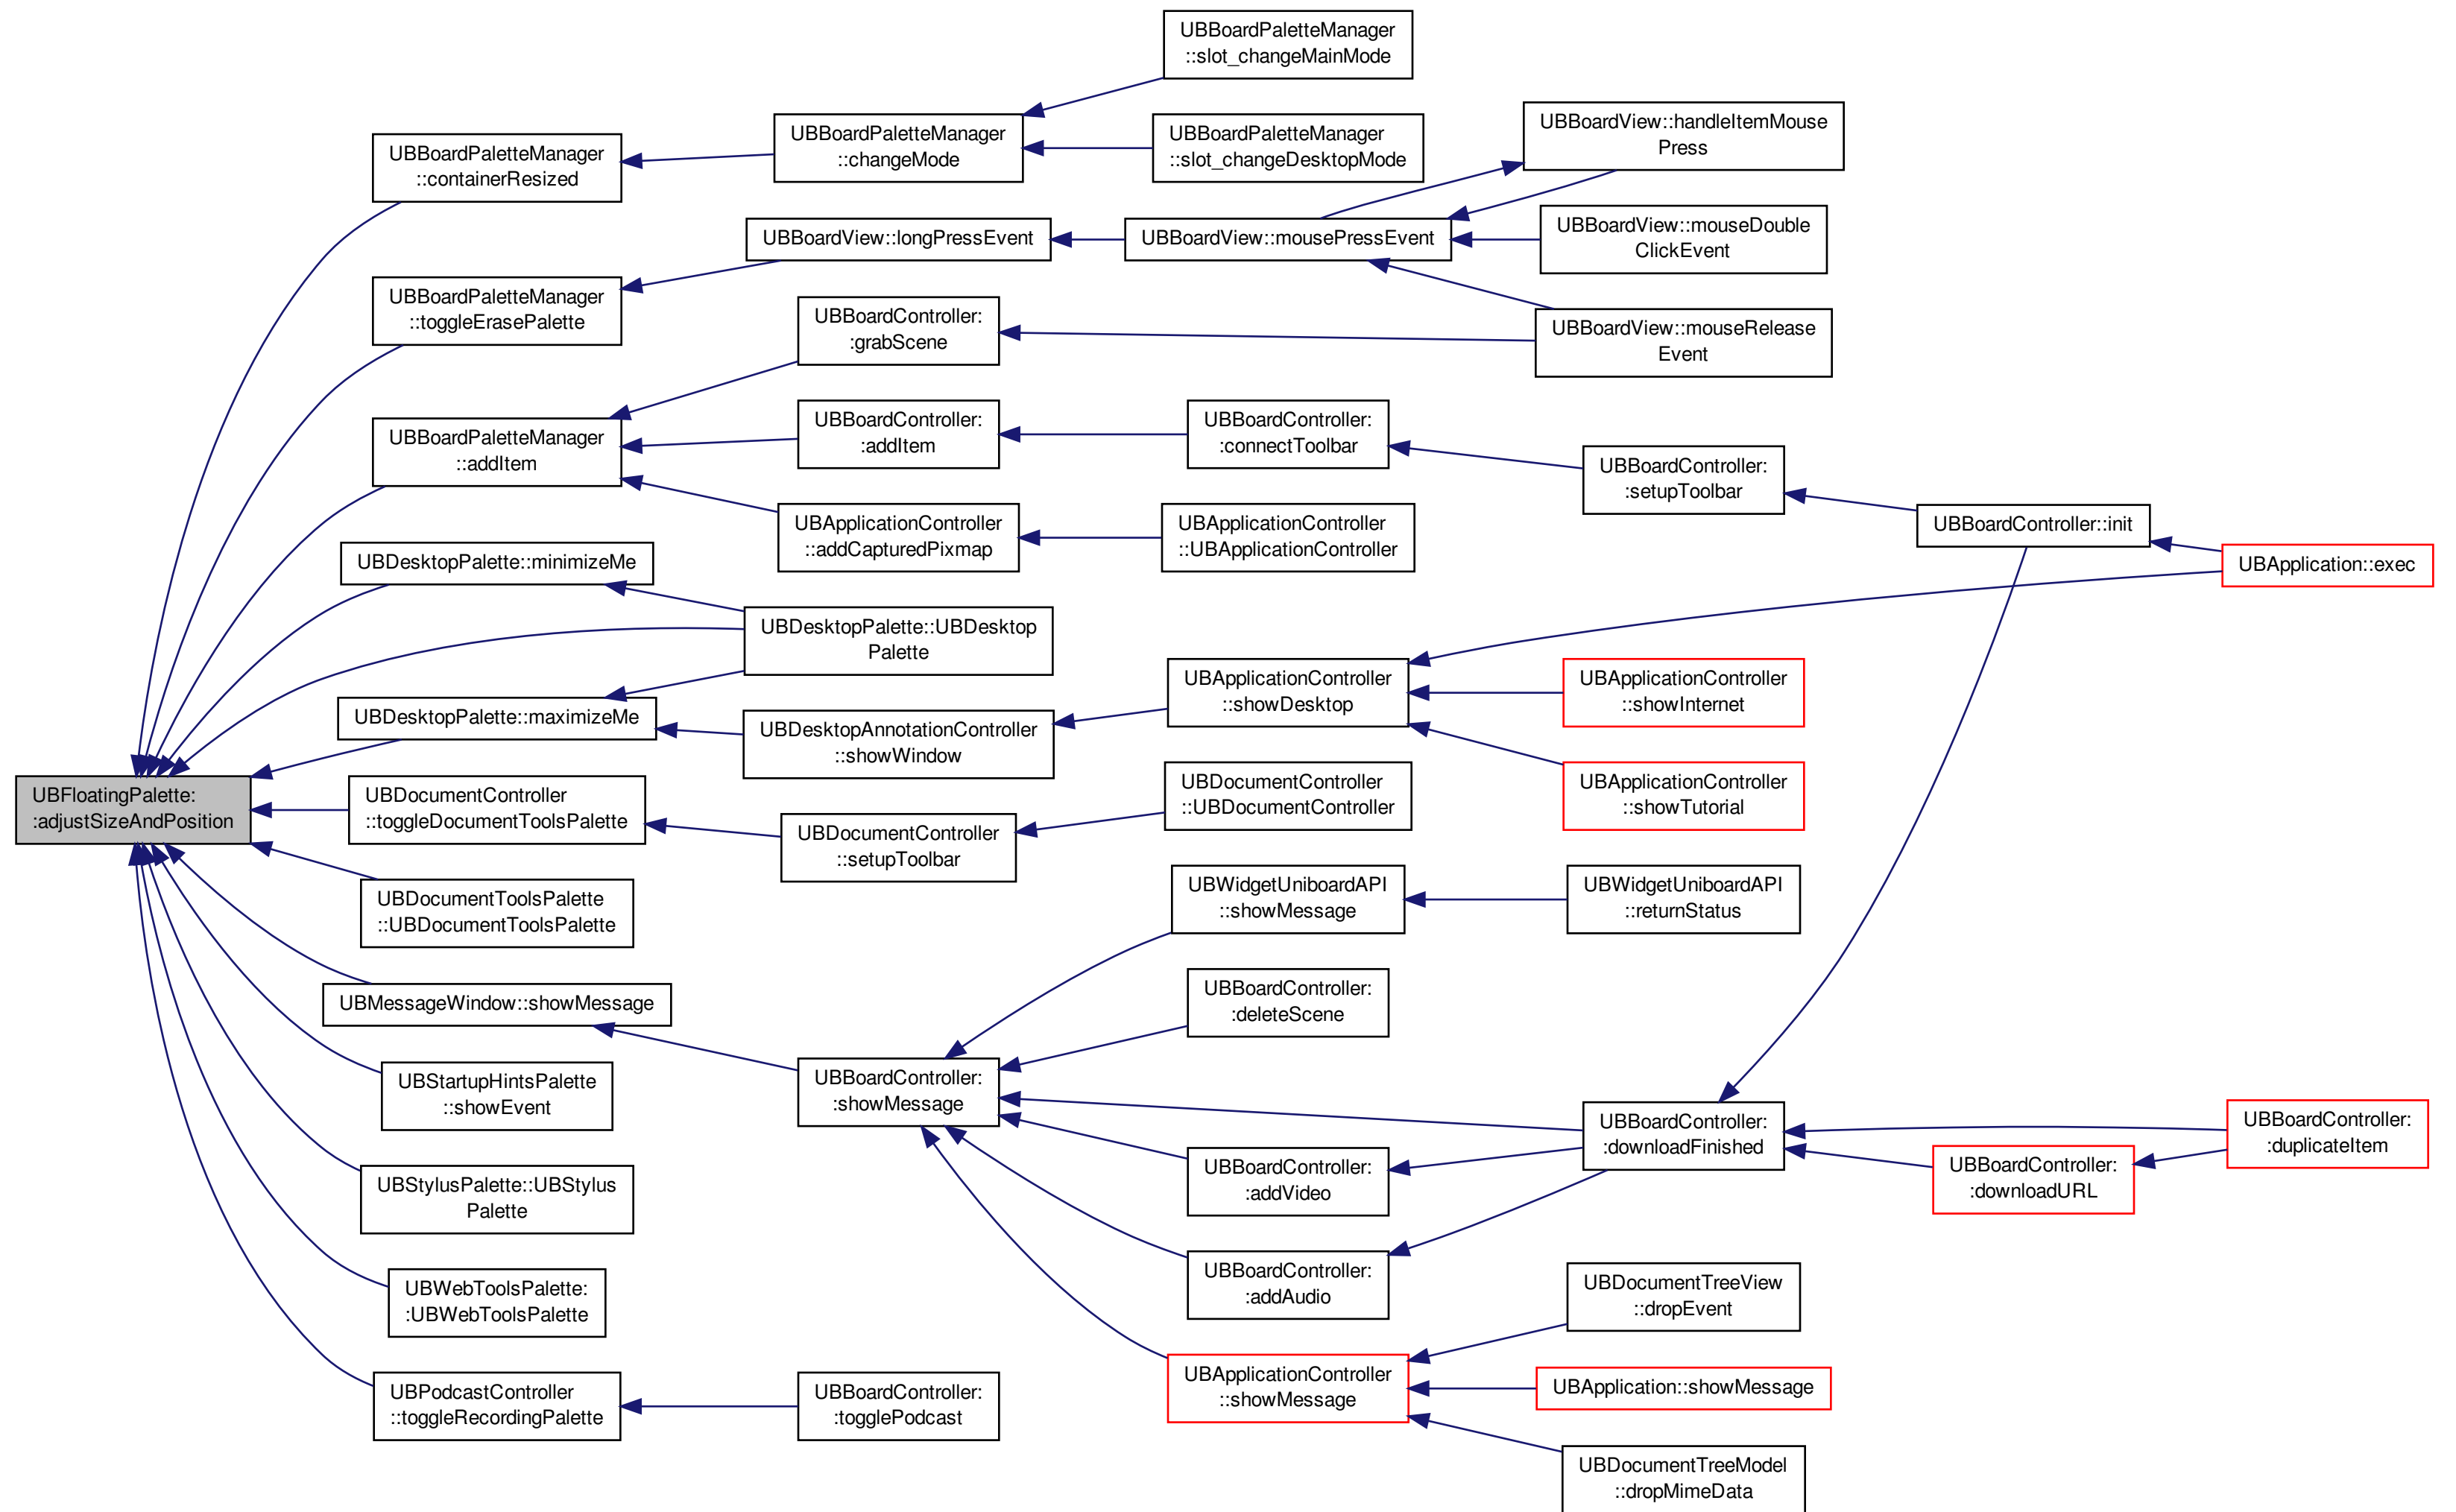 UBBoardPaletteManager
::slot_changeMainMode
UBBoardPaletteManager
::changeMode
UBBoardPaletteManager
::slot_changeDesktopMode
UBBoardView::handleItemMouse
Press
UBBoardPaletteManager
::containerResized
UBBoardView::longPressEvent
UBBoardView::mousePressEvent
UBBoardView::mouseDouble
ClickEvent
UBBoardPaletteManager
::toggleErasePalette
UBBoardController:
:grabScene
UBBoardView::mouseRelease
Event
UBBoardPaletteManager
::addItem
UBBoardController:
:addItem
UBBoardController:
:connectToolbar
UBBoardController:
:setupToolbar
UBApplicationController
::addCapturedPixmap
UBApplicationController
::UBApplicationController
UBBoardController::init
UBApplication::exec
UBDesktopPalette::minimizeMe
UBDesktopPalette::UBDesktop
Palette
UBDesktopPalette::maximizeMe
UBDesktopAnnotationController
::showWindow
UBApplicationController
::showDesktop
UBApplicationController
::showInternet
UBApplicationController
::showTutorial
UBFloatingPalette:
:adjustSizeAndPosition
UBDocumentController
::toggleDocumentToolsPalette
UBDocumentController
::setupToolbar
UBDocumentController
::UBDocumentController
UBDocumentToolsPalette
::UBDocumentToolsPalette
UBWidgetUniboardAPI
::showMessage
UBWidgetUniboardAPI
::returnStatus
UBMessageWindow::showMessage
UBBoardController:
:deleteScene
UBBoardController:
:showMessage
UBStartupHintsPalette
::showEvent
UBBoardController:
:downloadFinished
UBBoardController:
:duplicateItem
UBBoardController:
:addVideo
UBBoardController:
:downloadURL
UBStylusPalette::UBStylus
Palette
UBBoardController:
:addAudio
UBWebToolsPalette:
:UBWebToolsPalette
UBDocumentTreeView
::dropEvent
UBPodcastController
::toggleRecordingPalette
UBBoardController:
:togglePodcast
UBApplicationController
::showMessage
UBApplication::showMessage
UBDocumentTreeModel
::dropMimeData